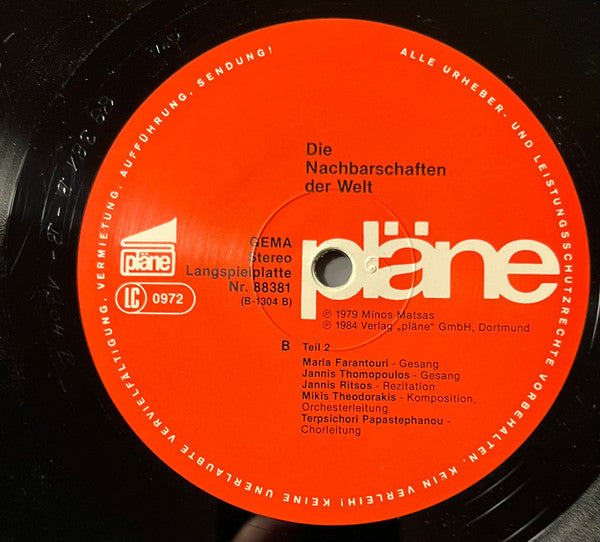 ALLE URHEBER- UND LEISTUNGSSCHUTZRECHTE VORBEHALTEN. KEIN VERLEIH! KEINE UNERLAUBTE VERVIELFÄLTIGUNG, VERMIETUNG, AUFFÜHRUNG, SENDUNG!
Die
Nachbarschaften
der Welt
pläne
GEMA
Stereo
Langspielplatte
Nr. 88381
(B-1304 B)
pläne
LC 0972
℗ 1979 Minos Matsas
℗ 1984 Verlag „pläne“ GmbH, Dortmund
B Teil 2
Maria Farantouri - Gesang
Jannis Thomopoulos - Gesang
Jannis Ritsos - Rezitation
Mikis Theodorakis - Komposition,
Orchesterleitung
Terpsichori Papastephanou -
Chorleitung